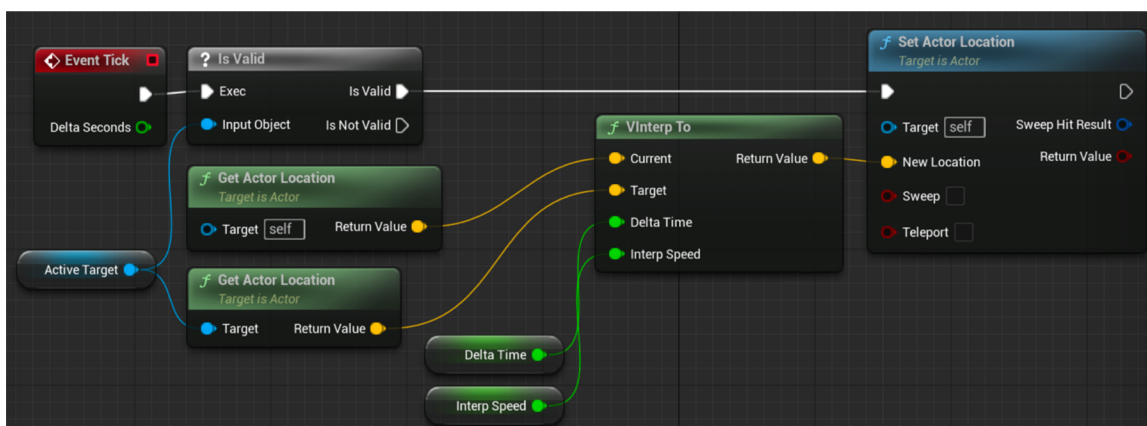 Event Tick
Delta Seconds
? Is Valid
Exec
Is Valid
Input Object
Is Not Valid
f Get Actor Location
Target is Actor
Target self
Return Value
Active Target
f Get Actor Location
Target is Actor
Target
Return Value
Delta Time
Interp Speed
f VInterp To
Current
Return Value
Target
Delta Time
Interp Speed
f Set Actor Location
Target is Actor
Target self
Sweep Hit Result
New Location
Return Value
Sweep
Teleport